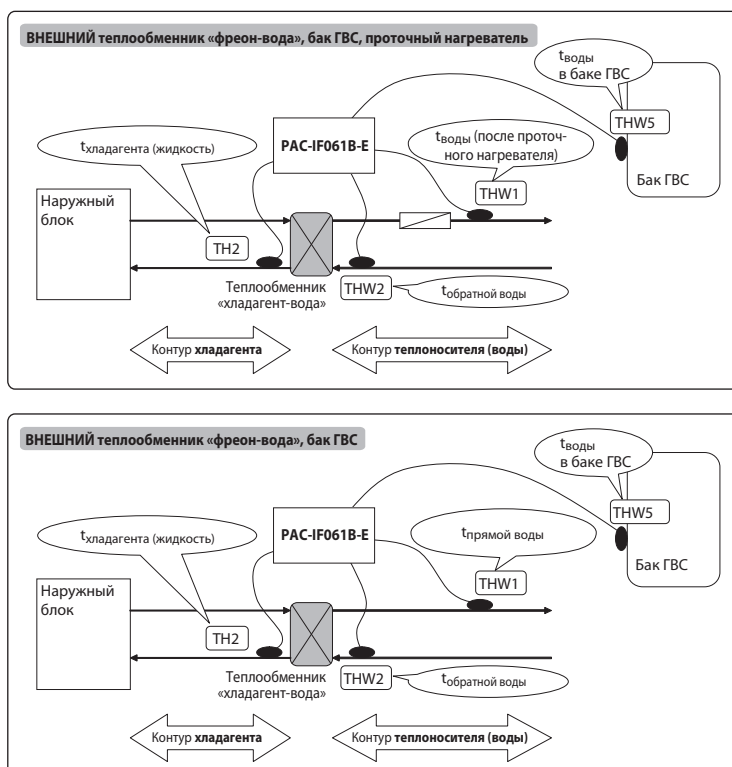 ВНЕШНИЙ теплообменник «фреон-вода», бак ГВС, проточный нагреватель
tводы
в баке ГВС
THW5
Бак ГВС
PAC-IF061B-E
tводы (после проточ-
ного нагревателя)
THW1
tхладагента (жидкость)
Наружный
блок
TH2
Теплообменник
«хладагент-вода»
THW2
tобратной воды
Контур хладагента
Контур теплоносителя (воды)
ВНЕШНИЙ теплообменник «фреон-вода», бак ГВС
tводы
в баке ГВС
THW5
Бак ГВС
PAC-IF061B-E
tпрямой воды
THW1
tхладагента (жидкость)
Наружный
блок
TH2
Теплообменник
«хладагент-вода»
THW2
tобратной воды
Контур хладагента
Контур теплоносителя (воды)